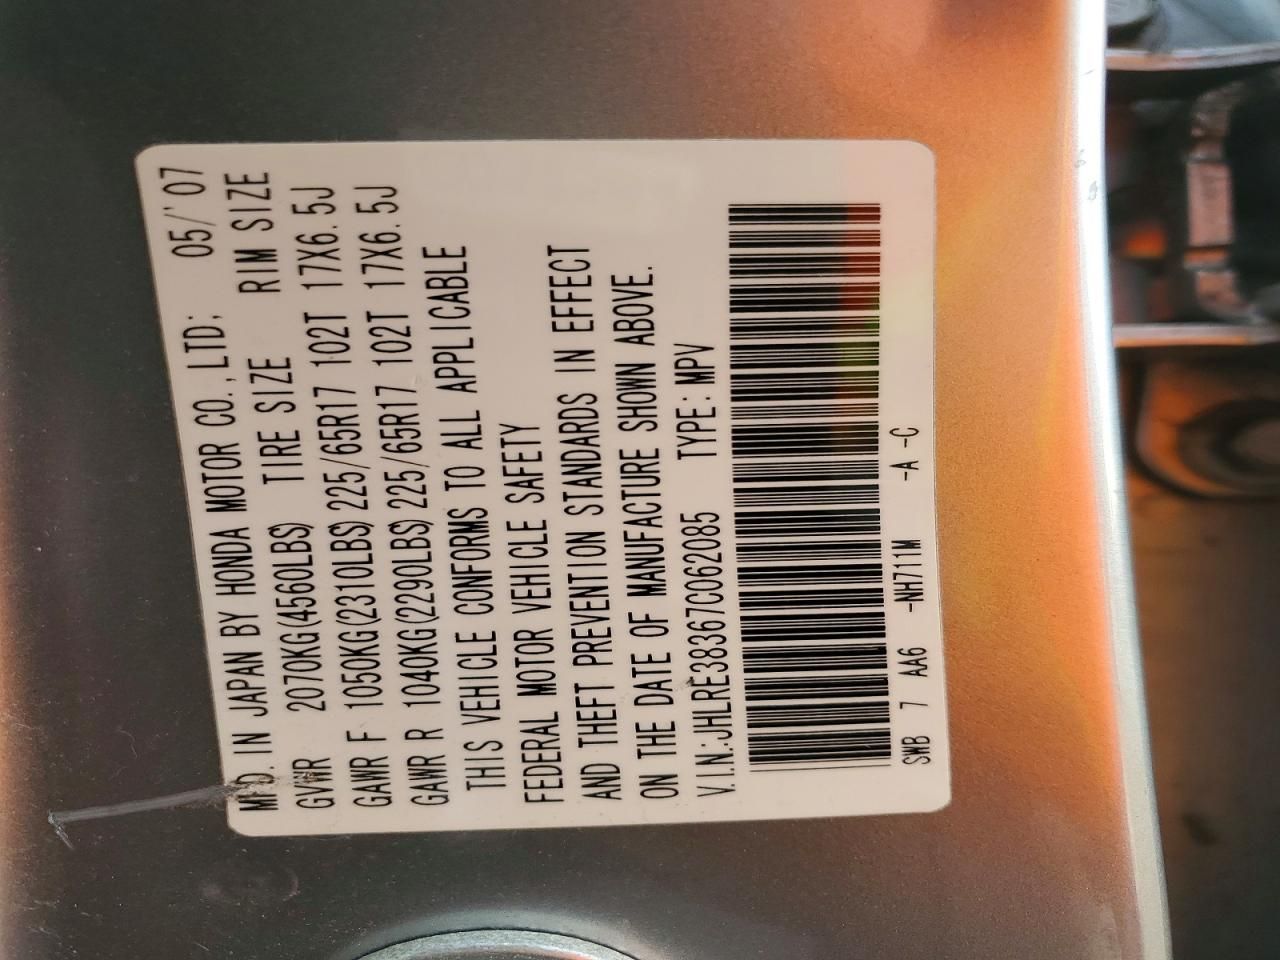 MFD. IN JAPAN BY HONDA MOTOR CO., LTD; 05/'07
GVWR 2070KG(4560LBS) TIRE SIZE RIM SIZE
GAWR F 1050KG(2310LBS) 225/65R17 102T 17X6.5J
GAWR R 1040KG(2290LBS) 225/65R17 102T 17X6.5J
THIS VEHICLE CONFORMS TO ALL APPLICABLE
FEDERAL MOTOR VEHICLE SAFETY
AND THEFT PREVENTION STANDARDS IN EFFECT
ON THE DATE OF MANUFACTURE SHOWN ABOVE.
V.I.N.:JHLRE38367C062085 TYPE:MPV
SWB 7 AA6 -NH711M -A -C